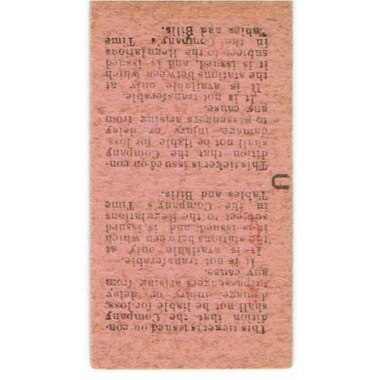 This ticket is issued on con-
dition that the Company
shall not be liable for loss,
damage, injury or delay
to passengers arising from
any cause.
It is not transferable.
It is available only at
the stations between which
it is issued, and is issued
subject to the Regulations
in the Company's Time
Tables and Bills.
U
This ticket is issued on con-
dition that the Company
shall not be liable for loss,
damage, injury or delay
to passengers arising from
any cause.
It is not transferable.
It is available only at
the stations between which
it is issued, and is issued
subject to the Regulations
in the Company's Time
Tables and Bills.